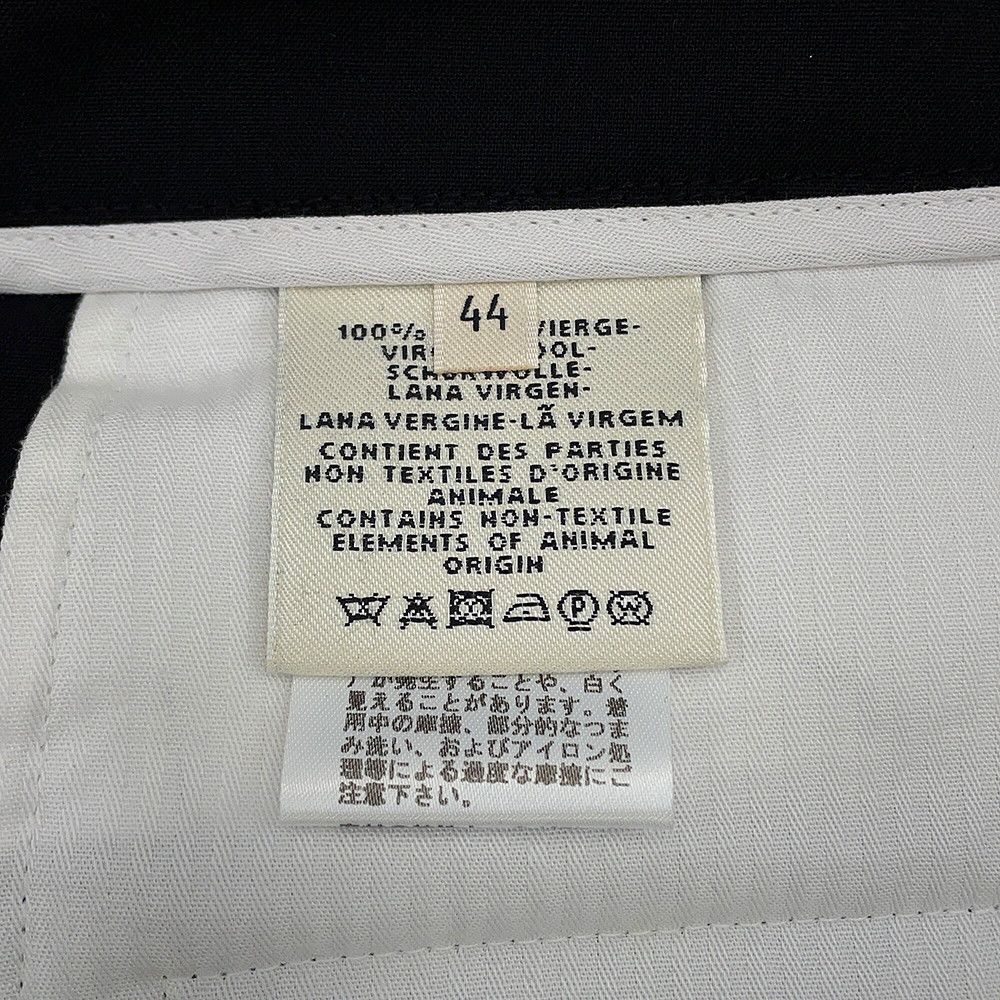 44
100% VIERGE-
VIR OOL-
SCHURWOLLE-
LANA VIRGEN-
LANA VERGINE-LÃ VIRGEM
CONTIENT DES PARTIES
NON TEXTILES D'ORIGINE
ANIMALE
CONTAINS NON-TEXTILE
ELEMENTS OF ANIMAL
ORIGIN
P W
が発生することや、白く
見えることがあります。着
用中の摩擦、部分的なつま
み洗い、およびアイロン処
理等による過度な摩擦にご
注意下さい。